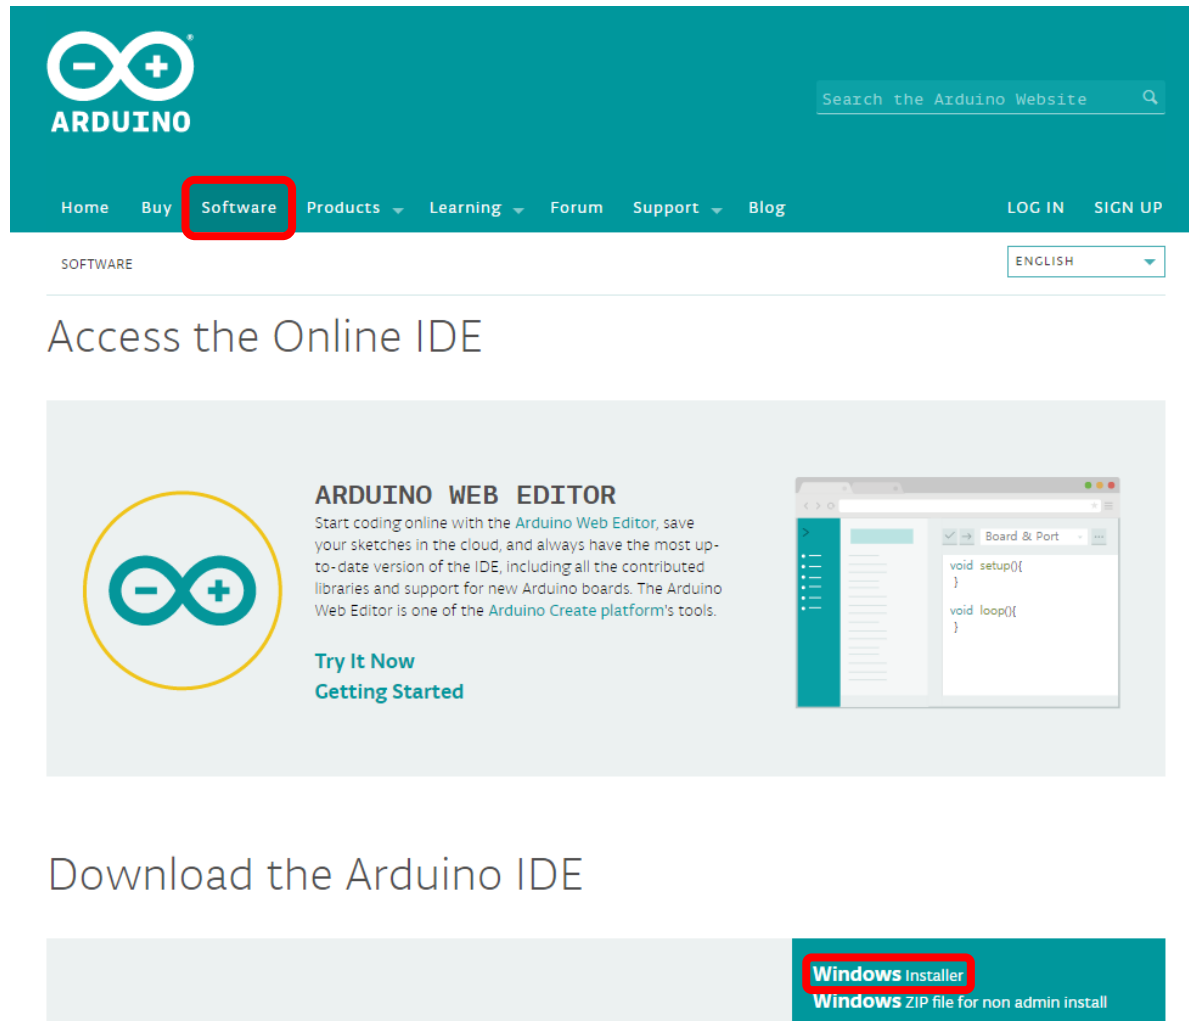 ARDUINO
Search the Arduino Website
Home Buy Software Products Learning Forum Support Blog LOG IN SIGN UP
SOFTWARE ENGLISH
Access the Online IDE
ARDUINO WEB EDITOR
Start coding online with the Arduino Web Editor, save
your sketches in the cloud, and always have the most up-
to-date version of the IDE, including all the contributed
libraries and support for new Arduino boards. The Arduino
Web Editor is one of the Arduino Create platform's tools.
Try It Now
Getting Started
Board & Port
void setup(){
}
void loop(){
}
Download the Arduino IDE
Windows Installer
Windows ZIP file for non admin install